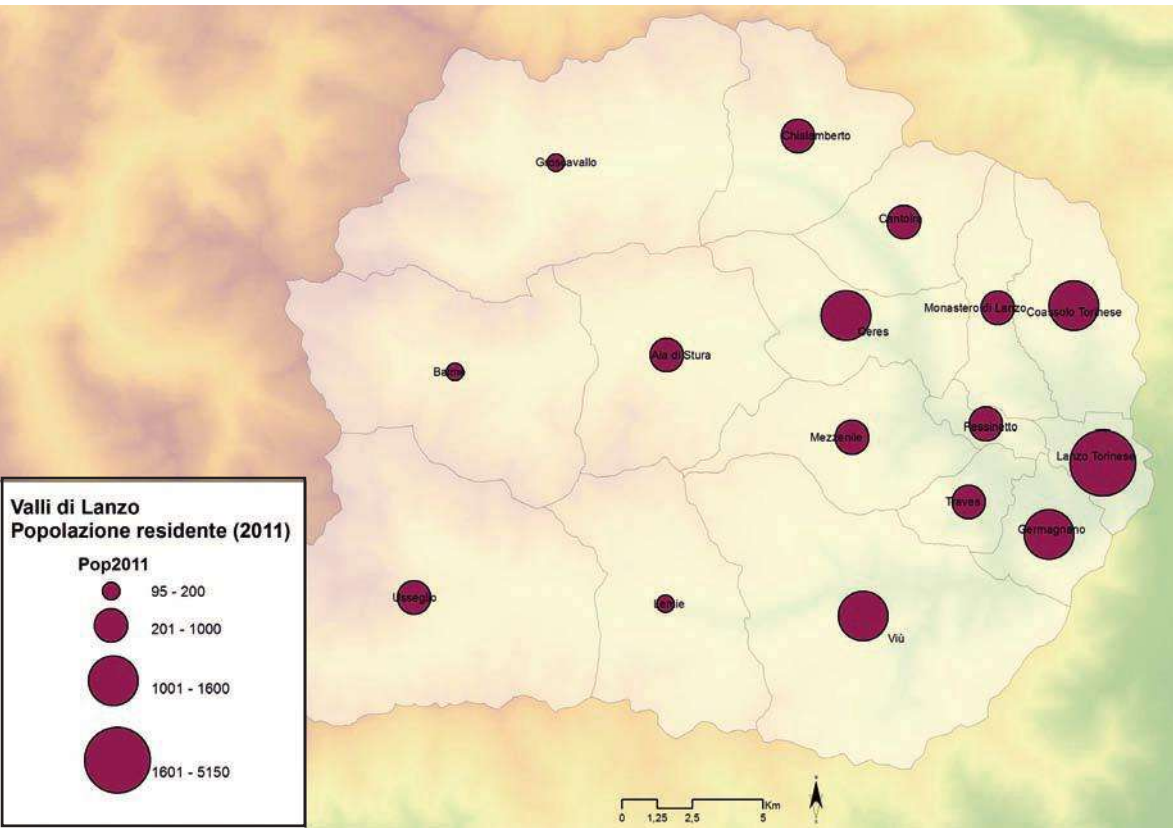 Chialamberto
Groscavallo
Cantoira
Monastero di Lanzo
Coassolo Torinese
Ceres
Ala di Stura
Balme
Pessinetto
Mezzenile
Lanzo Torinese
Traves
Germagnano
Usseglio
Lemie
Viù
Valli di Lanzo
Popolazione residente (2011)
Pop2011
95 - 200
201 - 1000
1001 - 1600
1601 - 5150
Km
0 1,25 2,5 5